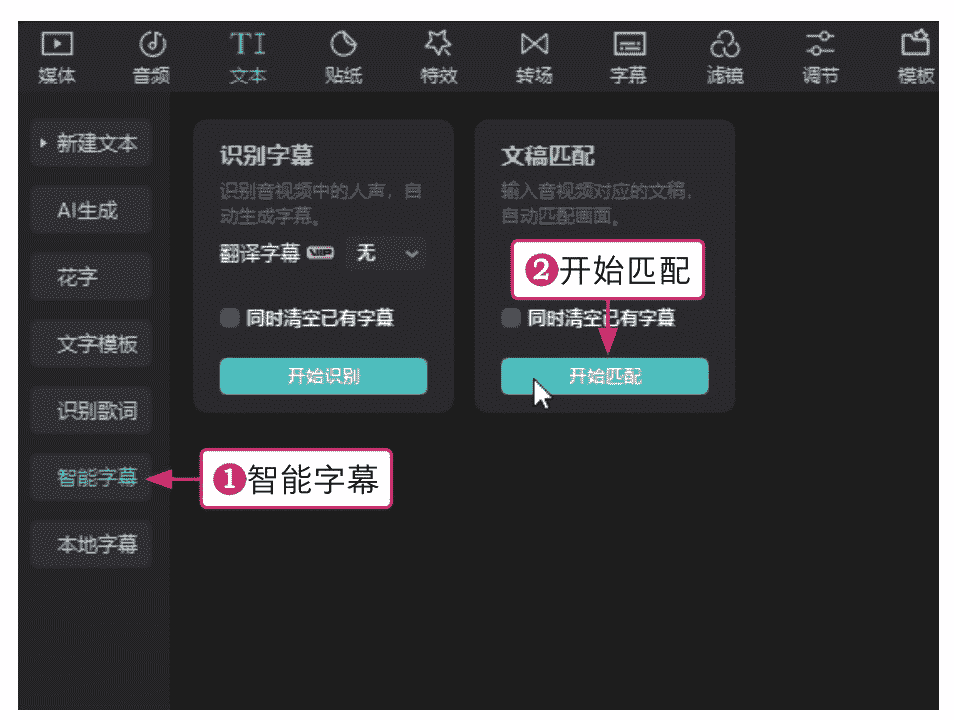 媒体 音频 文本 贴纸 特效 转场 字幕 滤镜 调节 模板
新建文本
AI生成
花字
文字模板
识别歌词
智能字幕
本地字幕
识别字幕
识别音视频中的人声，自
动生成字幕。
翻译字幕 无
同时清空已有字幕
开始识别
文稿匹配
输入音视频对应的文稿，
自动匹配画面。
❷开始匹配
同时清空已有字幕
开始匹配
❶智能字幕